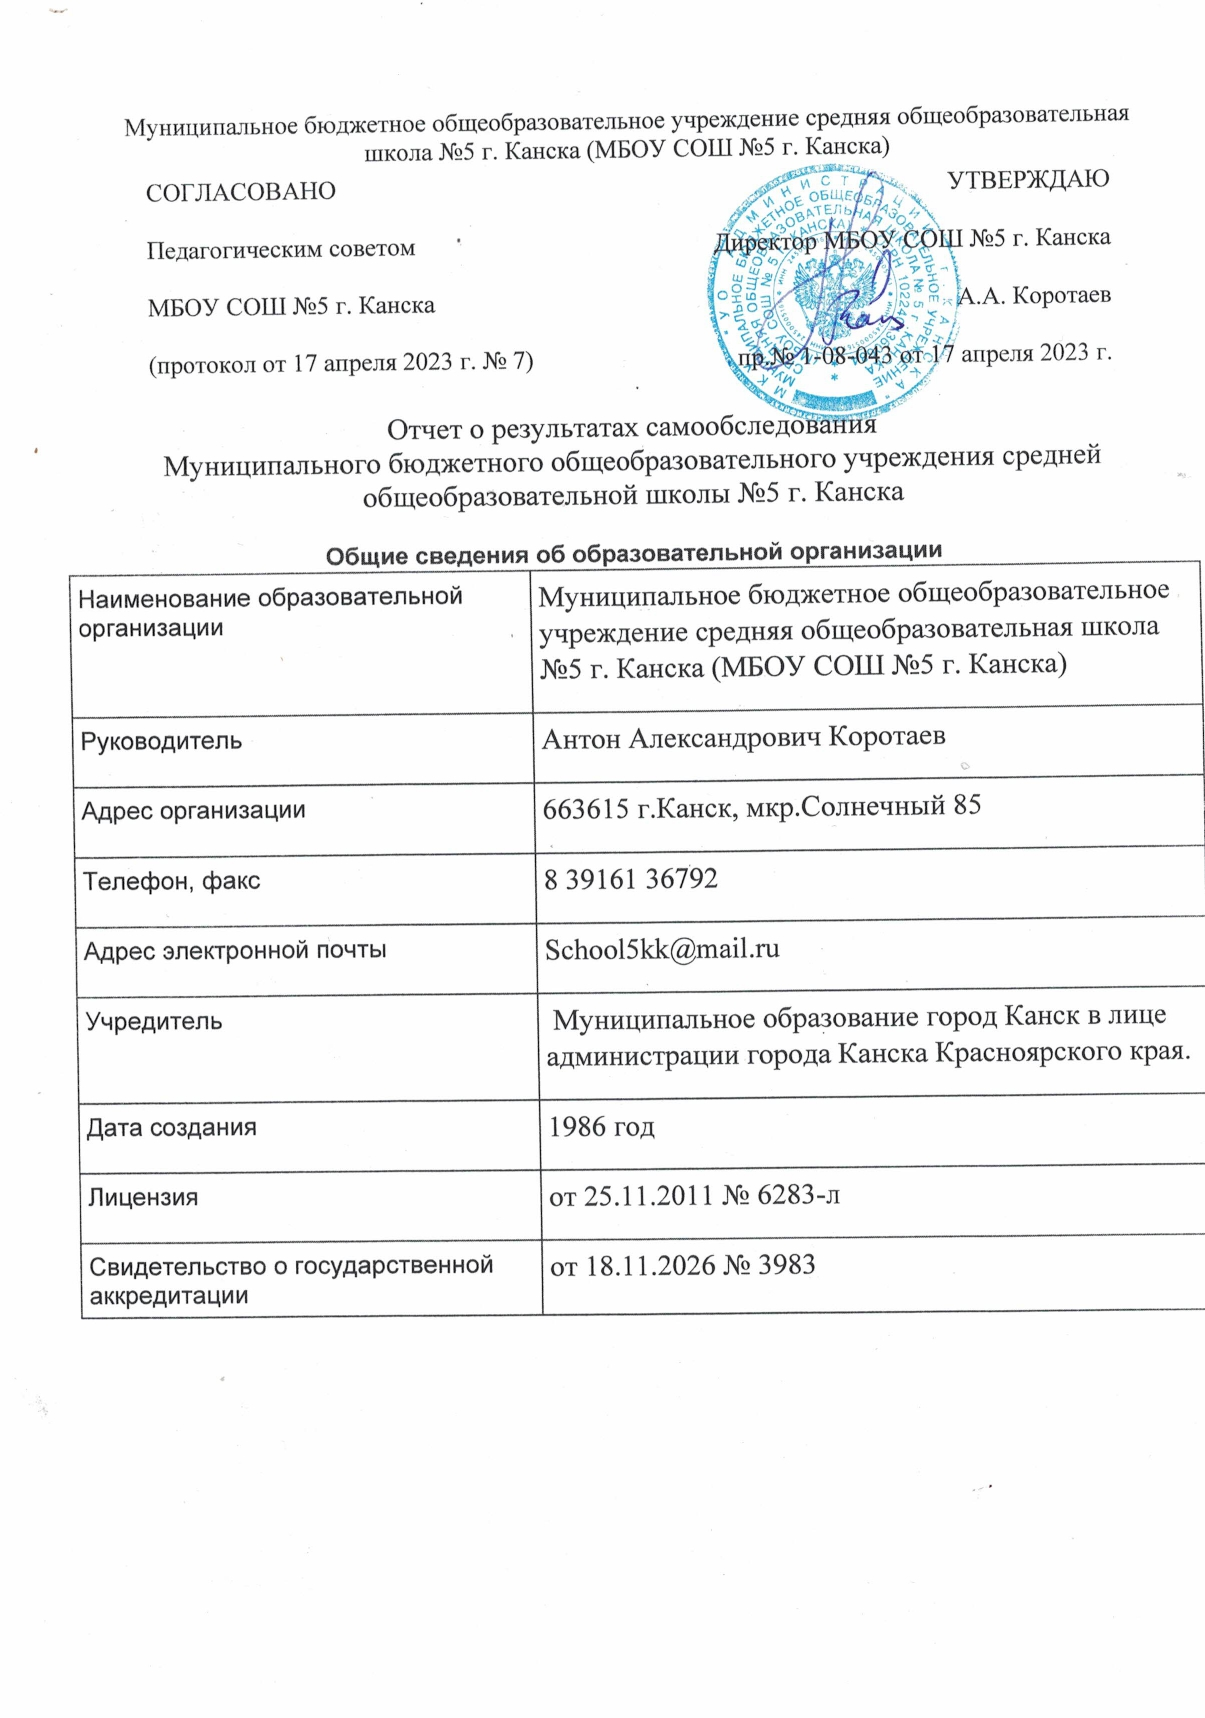 Муниципальное бюджетное общеобразовательное учреждение средняя общеобразовательная
школа №5 г. Канска (МБОУ СОШ №5 г. Канска)
СОГЛАСОВАНО
УТВЕРЖДАЮ
Педагогическим советом
Директор МБОУ СОШ №5 г. Канска
МБОУ СОШ №5 г. Канска
А.А. Коротаев
(протокол от 17 апреля 2023 г. № 7)
пр.№ 1-08-043 от 17 апреля 2023 г.
Отчет о результатах самообследования
Муниципального бюджетного общеобразовательного учреждения средней
общеобразовательной школы №5 г. Канска
Общие сведения об образовательной организации
Наименование образовательной
организации
Муниципальное бюджетное общеобразовательное
учреждение средняя общеобразовательная школа
№5 г. Канска (МБОУ СОШ №5 г. Канска)
Руководитель
Антон Александрович Коротаев
Адрес организации
663615 г.Канск, мкр.Солнечный 85
Телефон, факс
8 39161 36792
Адрес электронной почты
School5kk@mail.ru
Учредитель
Муниципальное образование город Канск в лице
администрации города Канска Красноярского края.
Дата создания
1986 год
Лицензия
от 25.11.2011 № 6283-л
Свидетельство о государственной
аккредитации
от 18.11.2026 № 3983